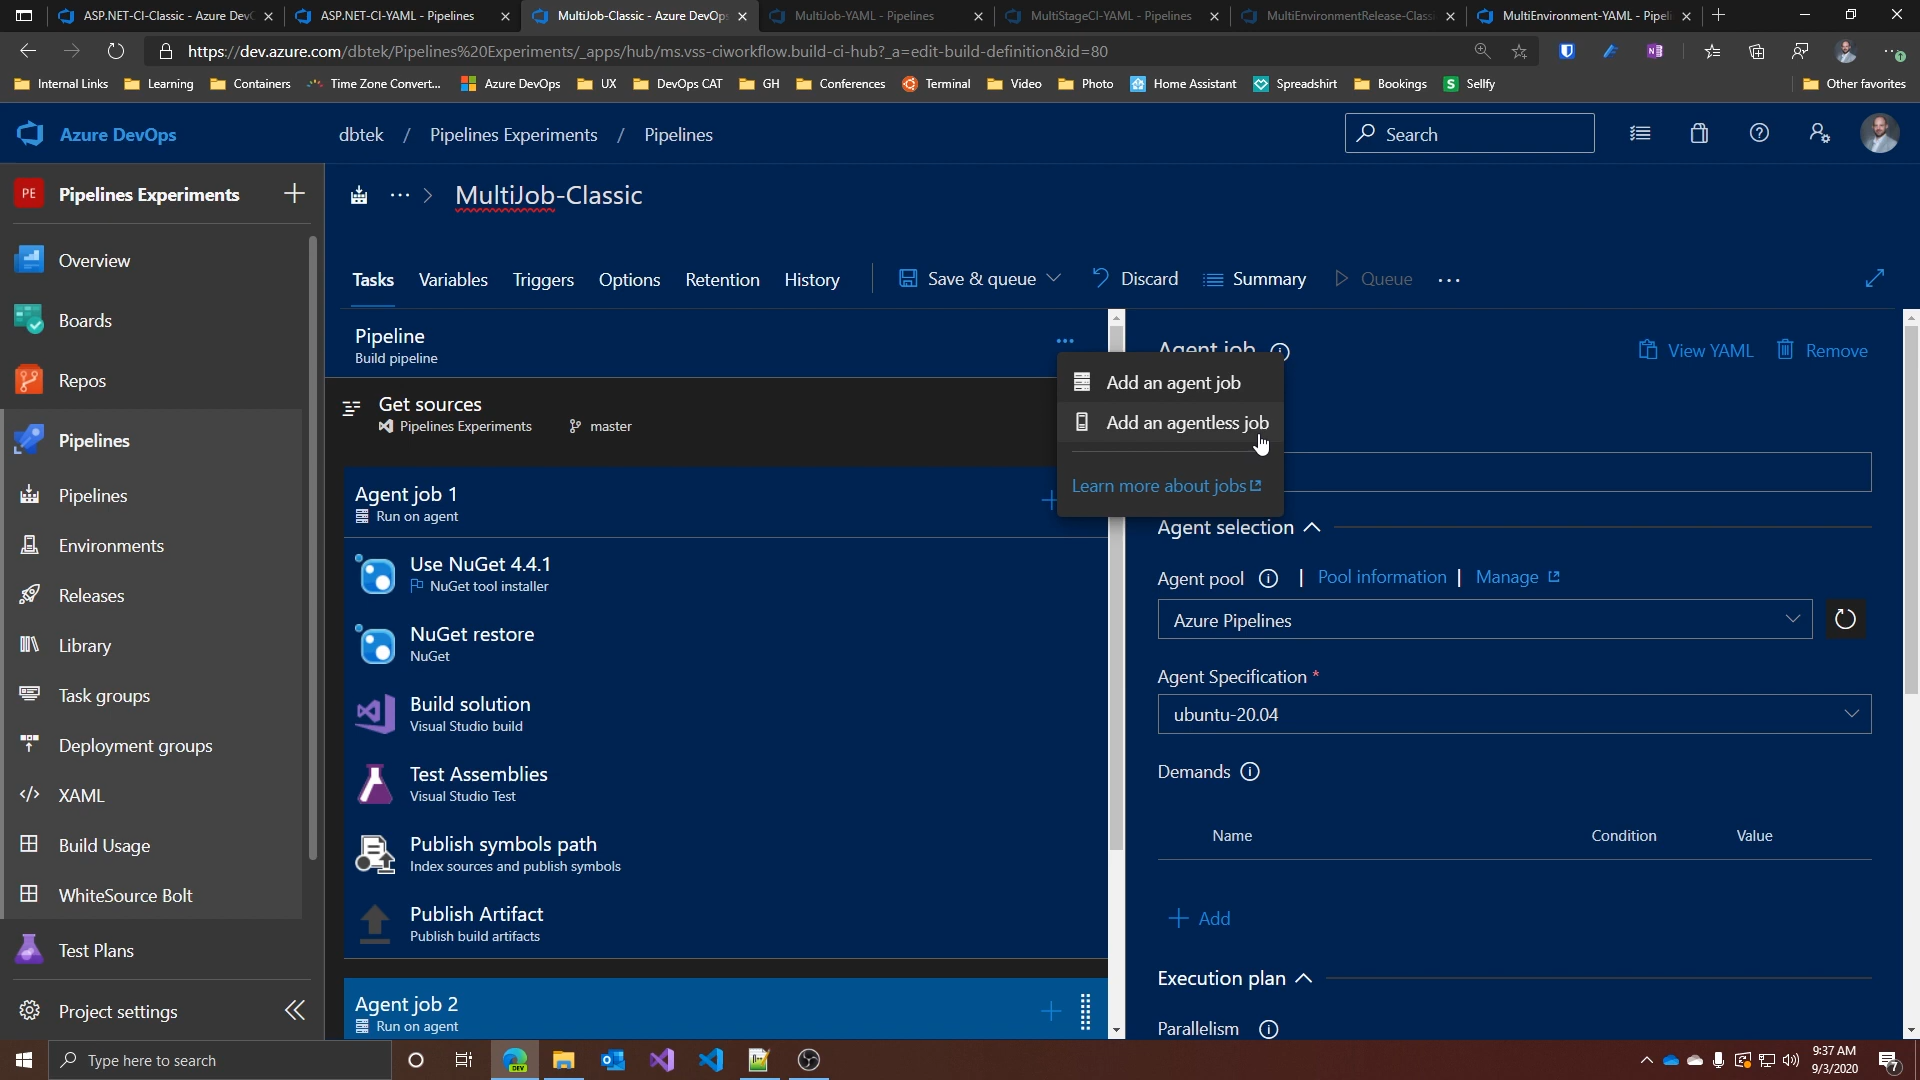 ASP.NET-CI-Classic - Azure Dev
ASP.NET-CI-YAML - Pipelines
MultiJob-Classic - Azure DevOps
MultiJob-YAML - Pipelines
MultiStageCI-YAML - Pipelines
MultiEnvironmentRelease-Classi
MultiEnvironment-YAML - Pipeli
https://dev.azure.com/dbtek/Pipelines%20Experiments/_apps/hub/ms.vss-ciworkflow.build-ci-hub?_a=edit-build-definition&id=80
Internal Links
Learning
Containers
Time Zone Convert...
Azure DevOps
UX
DevOps CAT
GH
Conferences
Terminal
Video
Photo
Home Assistant
Spreadshirt
Bookings
Sellfy
Other favorites
Azure DevOps
dbtek / Pipelines Experiments / Pipelines
Search
PE
Pipelines Experiments
Overview
Boards
Repos
Pipelines
Pipelines
Environments
Releases
Library
Task groups
Deployment groups
XAML
Build Usage
WhiteSource Bolt
Test Plans
Project settings
... > MultiJob-Classic
Tasks
Variables
Triggers
Options
Retention
History
Save & queue
Discard
Summary
Queue
...
Pipeline
Build pipeline
Get sources
Pipelines Experiments
master
Agent job 1
Run on agent
Use NuGet 4.4.1
NuGet tool installer
NuGet restore
NuGet
Build solution
Visual Studio build
Test Assemblies
Visual Studio Test
Publish symbols path
Index sources and publish symbols
Publish Artifact
Publish build artifacts
Agent job 2
Run on agent
Add an agent job
Add an agentless job
Learn more about jobs
Agent job
View YAML
Remove
Agent selection
Agent pool
| Pool information | Manage
Azure Pipelines
Agent Specification *
ubuntu-20.04
Demands
Name
Condition
Value
+ Add
Execution plan
Parallelism
Type here to search
DEV
9:37 AM
9/3/2020
7